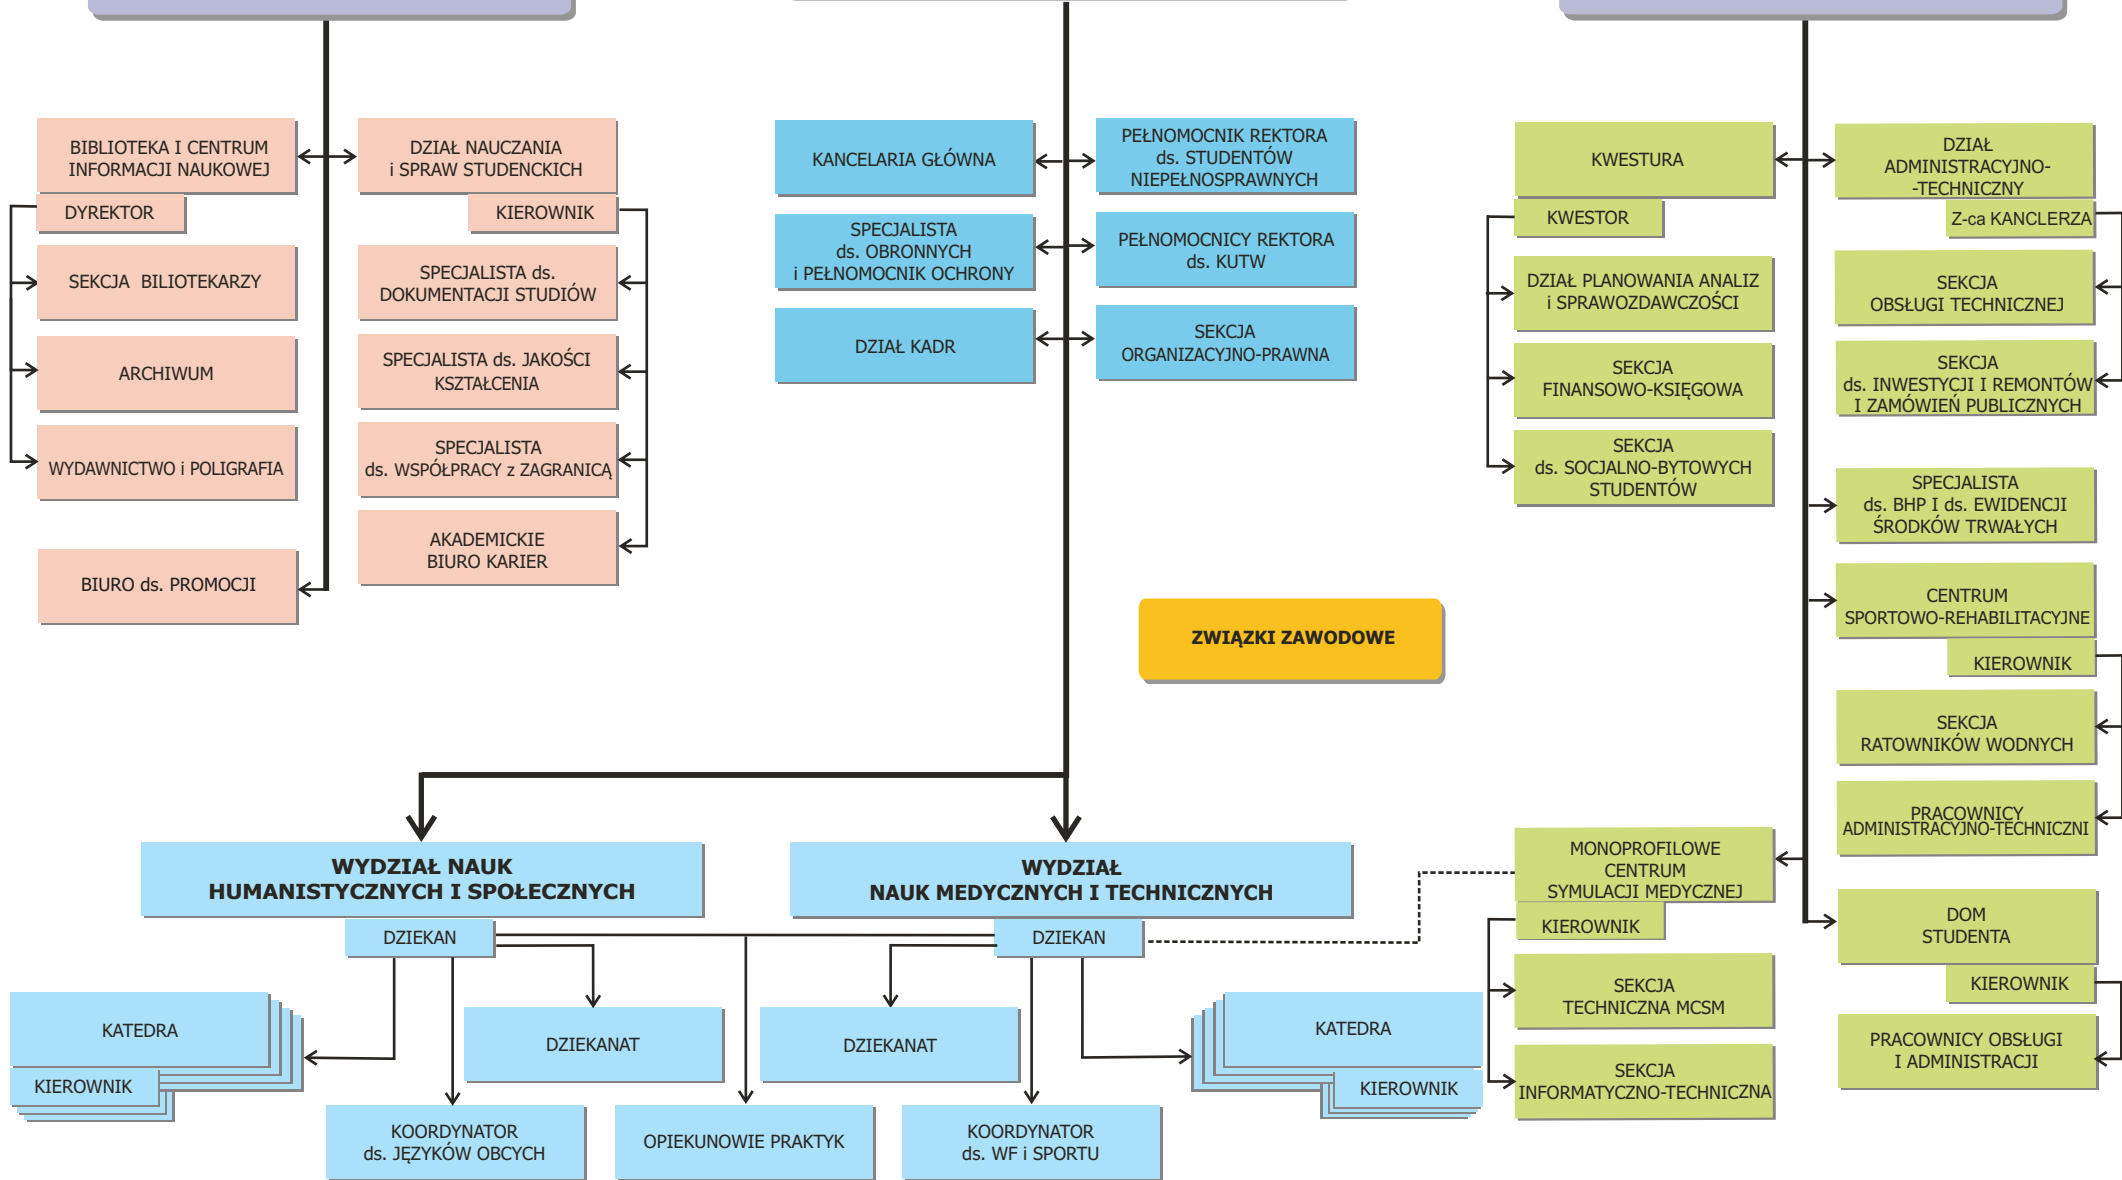 BIBLIOTEKA I CENTRUM
INFORMACJI NAUKOWEJ
DYREKTOR
SEKCJA BILIOTEKARZY
ARCHIWUM
WYDAWNICTWO i POLIGRAFIA
BIURO ds. PROMOCJI
DZIAŁ NAUCZANIA
i SPRAW STUDENCKICH
KIEROWNIK
SPECJALISTA ds.
DOKUMENTACJI STUDIÓW
SPECJALISTA ds. JAKOŚCI
KSZTAŁCENIA
SPECJALISTA
ds. WSPÓŁPRACY z ZAGRANICĄ
AKADEMICKIE
BIURO KARIER
KANCELARIA GŁÓWNA
SPECJALISTA
ds. OBRONNYCH
i PEŁNOMOCNIK OCHRONY
DZIAŁ KADR
PEŁNOMOCNIK REKTORA
ds. STUDENTÓW
NIEPEŁNOSPRAWNYCH
PEŁNOMOCNICY REKTORA
ds. KUTW
SEKCJA
ORGANIZACYJNO-PRAWNA
KWESTURA
KWESTOR
DZIAŁ PLANOWANIA ANALIZ
i SPRAWOZDAWCZOŚCI
SEKCJA
FINANSOWO-KSIĘGOWA
SEKCJA
ds. SOCJALNO-BYTOWYCH
STUDENTÓW
DZIAŁ
ADMINISTRACYJNO-
-TECHNICZNY
Z-ca KANCLERZA
SEKCJA
OBSŁUGI TECHNICZNEJ
SEKCJA
ds. INWESTYCJI I REMONTÓW
I ZAMÓWIEŃ PUBLICZNYCH
SPECJALISTA
ds. BHP I ds. EWIDENCJI
ŚRODKÓW TRWAŁYCH
CENTRUM
SPORTOWO-REHABILITACYJNE
KIEROWNIK
SEKCJA
RATOWNIKÓW WODNYCH
PRACOWNICY
ADMINISTRACYJNO-TECHNICZNI
ZWIĄZKI ZAWODOWE
MONOPROFILOWE
CENTRUM
SYMULACJI MEDYCZNEJ
KIEROWNIK
SEKCJA
TECHNICZNA MCSM
SEKCJA
INFORMATYCZNO-TECHNICZNA
DOM
STUDENTA
KIEROWNIK
PRACOWNICY OBSŁUGI
I ADMINISTRACJI
WYDZIAŁ NAUK
HUMANISTYCZNYCH I SPOŁECZNYCH
DZIEKAN
WYDZIAŁ
NAUK MEDYCZNYCH I TECHNICZNYCH
DZIEKAN
KATEDRA
KIEROWNIK
DZIEKANAT
DZIEKANAT
KATEDRA
KIEROWNIK
KOORDYNATOR
ds. JĘZYKÓW OBCYCH
OPIEKUNOWIE PRAKTYK
KOORDYNATOR
ds. WF i SPORTU